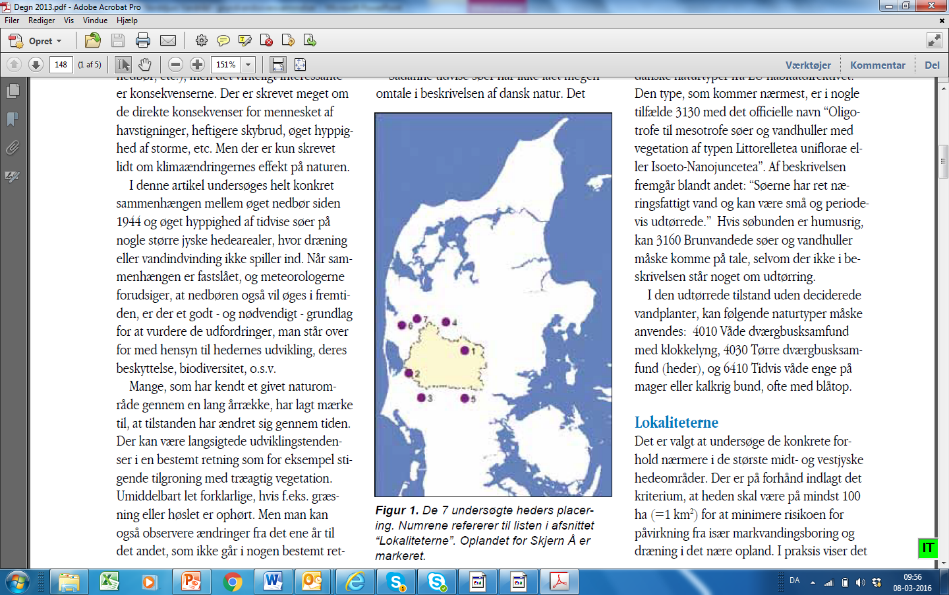 Degn 2013.pdf - Adobe Acrobat Pro
Filer Rediger Vis Vindue Hjælp
Opret
148 (1 af 5) 151% Værktøjer Kommentar Del
er konsekvenserne. Der er skrevet meget om
de direkte konsekvenser for mennesket af
havstigninger, heftigere skybrud, øget hyppig-
hed af storme, etc. Men der er kun skrevet
lidt om klimaændringernes effekt på naturen.
I denne artikel undersøges helt konkret
sammenhængen mellem øget nedbør siden
1944 og øget hyppighed af tidvise søer på
nogle større jyske hedearealer, hvor dræning
eller vandindvinding ikke spiller ind. Når sam-
menhængen er fastslået, og meteorologerne
forudsiger, at nedbøren også vil øges i fremti-
den, er der et godt - og nødvendigt - grundlag
for at vurdere de udfordringer, man står over
for med hensyn til hedernes udvikling, deres
beskyttelse, biodiversitet, o.s.v.
Mange, som har kendt et givet naturom-
råde gennem en lang årrække, har lagt mærke
til, at tilstanden har ændret sig gennem tiden.
Der kan være langsigtede udviklingstenden-
ser i en bestemt retning som for eksempel sti-
gende tilgroning med træagtig vegetation.
Umiddelbart let forklarlige, hvis f.eks. græs-
ning eller høslet er ophørt. Men man kan
også observere ændringer fra det ene år til
det andet, som ikke går i nogen bestemt ret-
omtale i beskrivelsen af dansk natur. Det
7
6
4
1
2
3
5
Figur 1. De 7 undersøgte heders placer-
ing. Numrene refererer til listen i afsnittet
"Lokaliteterne". Oplandet for Skjern Å er
markeret.
Den type, som kommer nærmest, er i nogle
tilfælde 3130 med det officielle navn "Oligo-
trofe til mesotrofe søer og vandhuller med
vegetation af typen Littorelletea uniflorae el-
ler Isoeto-Nanojuncetea". Af beskrivelsen
fremgår blandt andet: "Søerne har ret næ-
ringsfattigt vand og kan være små og periode-
vis udtørrede." Hvis søbunden er humusrig,
kan 3160 Brunvandede søer og vandhuller
måske komme på tale, selvom der ikke i be-
skrivelsen står noget om udtørring.
I den udtørrede tilstand uden deciderede
vandplanter, kan følgende naturtyper måske
anvendes: 4010 Våde dværgbusksamfund
med klokkelyng, 4030 Tørre dværgbusksam-
fund (heder), og 6410 Tidvis våde enge på
mager eller kalkrig bund, ofte med blåtop.
Lokaliteterne
Det er valgt at undersøge de konkrete for-
hold nærmere i de største midt- og vestjyske
hedeområder. Der er på forhånd indlagt det
kriterium, at heden skal være på mindst 100
ha (=1 km²) for at minimere risikoen for
påvirkning fra især markvandingsboring og
dræning i det nære opland. I praksis viser det
IT
DA
09:56
08-03-2016